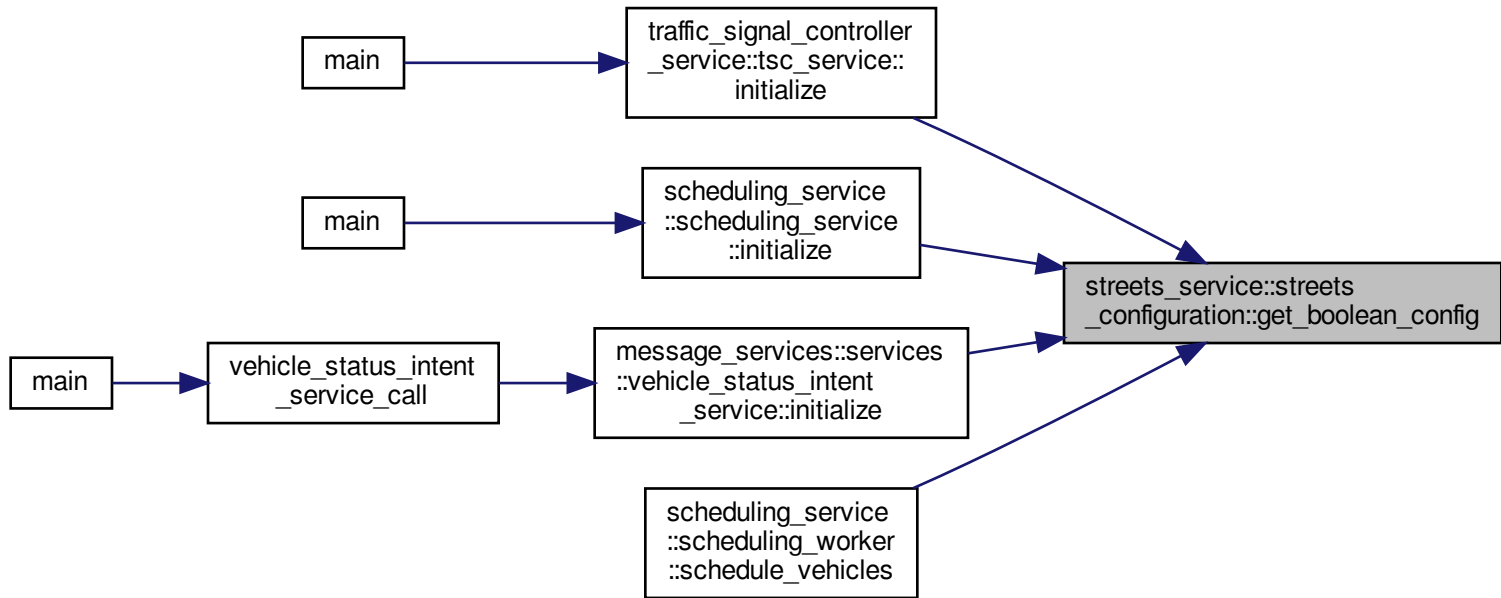 traffic_signal_controller
_service::tsc_service::
initialize
main
scheduling_service
::scheduling_service
::initialize
main
streets_service::streets
_configuration::get_boolean_config
message_services::services
::vehicle_status_intent
_service::initialize
vehicle_status_intent
_service_call
main
scheduling_service
::scheduling_worker
::schedule_vehicles